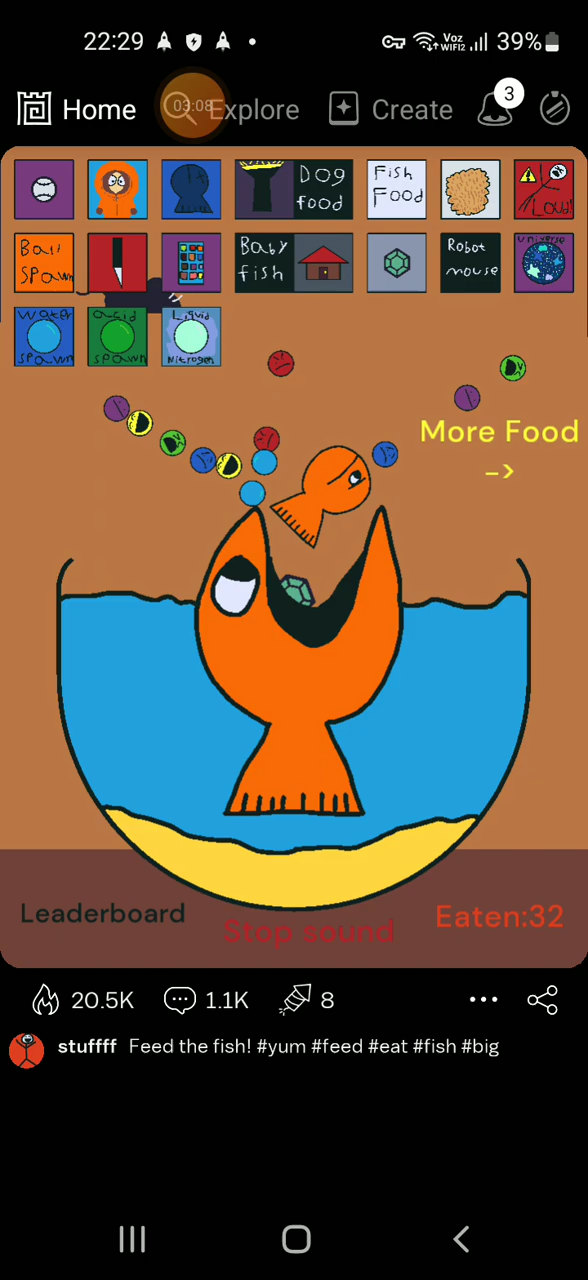 22:29
Voz
WIFI2
39%
Home
03:08
Explore
Create
3
Dog
food
Fish
Food
LOUD!
Ball
Spawn
Baby
fish
Robot
mouse
universe
Water
spawn
acid
spawn
Liquid
Nitrogen
More Food
->
Leaderboard
Stop sound
Eaten:32
20.5K
1.1K
8
stuffff Feed the fish! #yum #feed #eat #fish #big